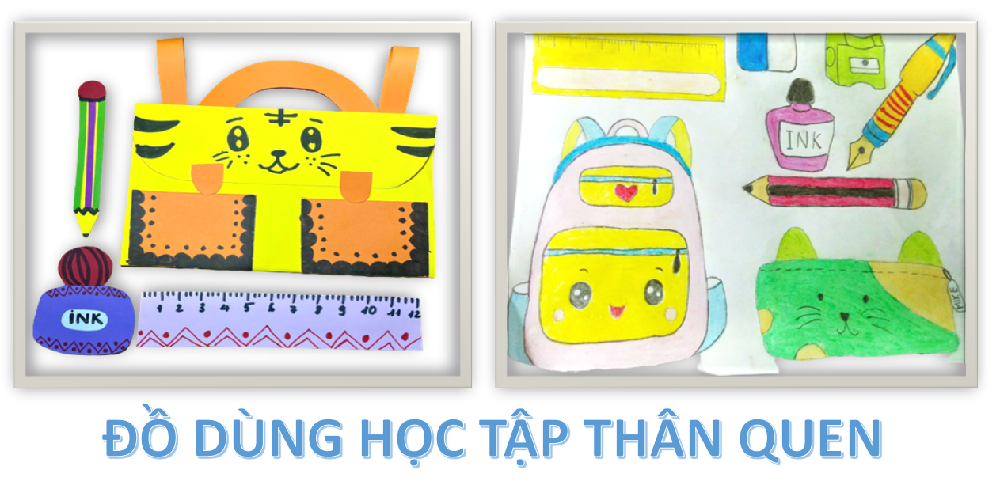 iNK
1 2 3 4 5 6 7 8 9 10 11 12
INK
MIKE
ĐỒ DÙNG HỌC TẬP THÂN QUEN